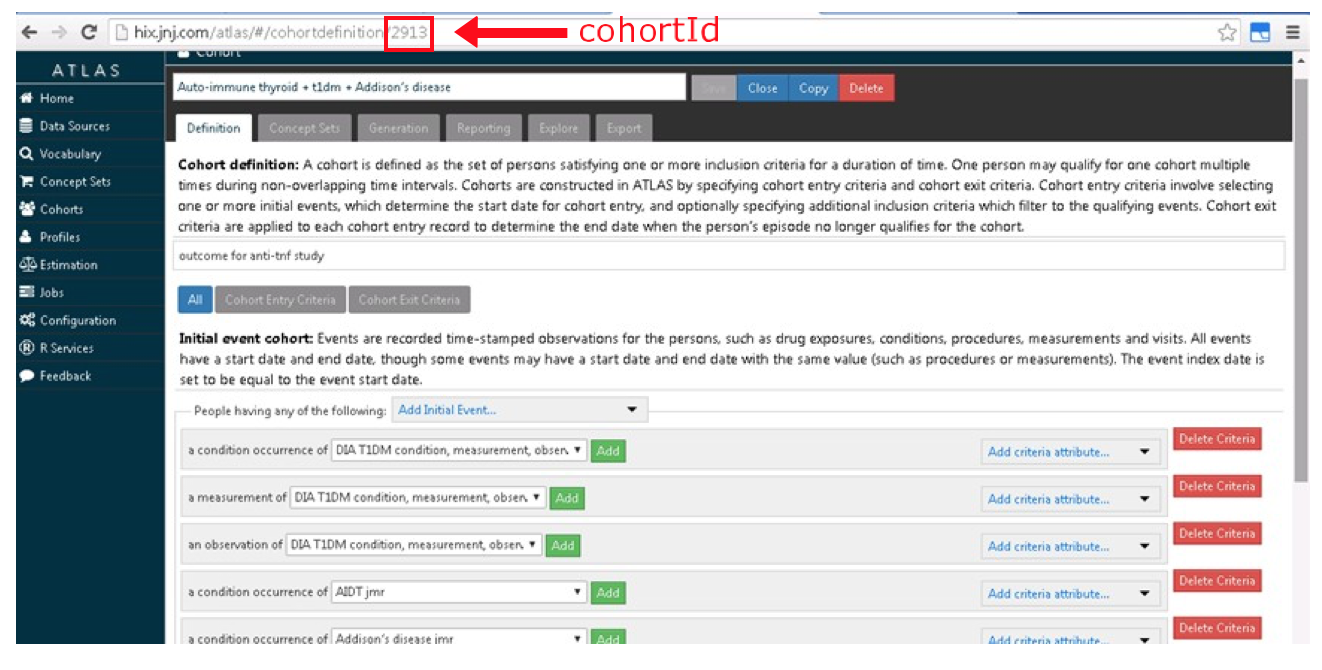 hix.jnj.com/atlas/#/cohortdefinition/2913
cohortId
Cohort
ATLAS
Auto-immune thyroid + t1dm + Addison's disease
Save Close Copy Delete
Home
Data Sources
Vocabulary
Concept Sets
Cohorts
Profiles
Estimation
Jobs
Configuration
R Services
Feedback
Definition Concept Sets Generation Reporting Explore Export
Cohort definition: A cohort is defined as the set of persons satisfying one or more inclusion criteria for a duration of time. One person may qualify for one cohort multiple
times during non-overlapping time intervals. Cohorts are constructed in ATLAS by specifying cohort entry criteria and cohort exit criteria. Cohort entry criteria involve selecting
one or more initial events, which determine the start date for cohort entry, and optionally specifying additional inclusion criteria which filter to the qualifying events. Cohort exit
criteria are applied to each cohort entry record to determine the end date when the person's episode no longer qualifies for the cohort.
outcome for anti-tnf study
All Cohort Entry Criteria Cohort Exit Criteria
Initial event cohort: Events are recorded time-stamped observations for the persons, such as drug exposures, conditions, procedures, measurements and visits. All events
have a start date and end date, though some events may have a start date and end date with the same value (such as procedures or measurements). The event index date is
set to be equal to the event start date.
People having any of the following: Add Initial Event...
a condition occurrence of DIA T1DM condition, measurement, obser. Add Add criteria attribute... Delete Criteria
a measurement of DIA T1DM condition, measurement, obser. Add Add criteria attribute... Delete Criteria
an observation of DIA T1DM condition, measurement, obser. Add Add criteria attribute... Delete Criteria
a condition occurrence of AIDT jmr Add Add criteria attribute... Delete Criteria
a condition occurrence of Addison's disease jmr Add Add criteria attribute... Delete Criteria